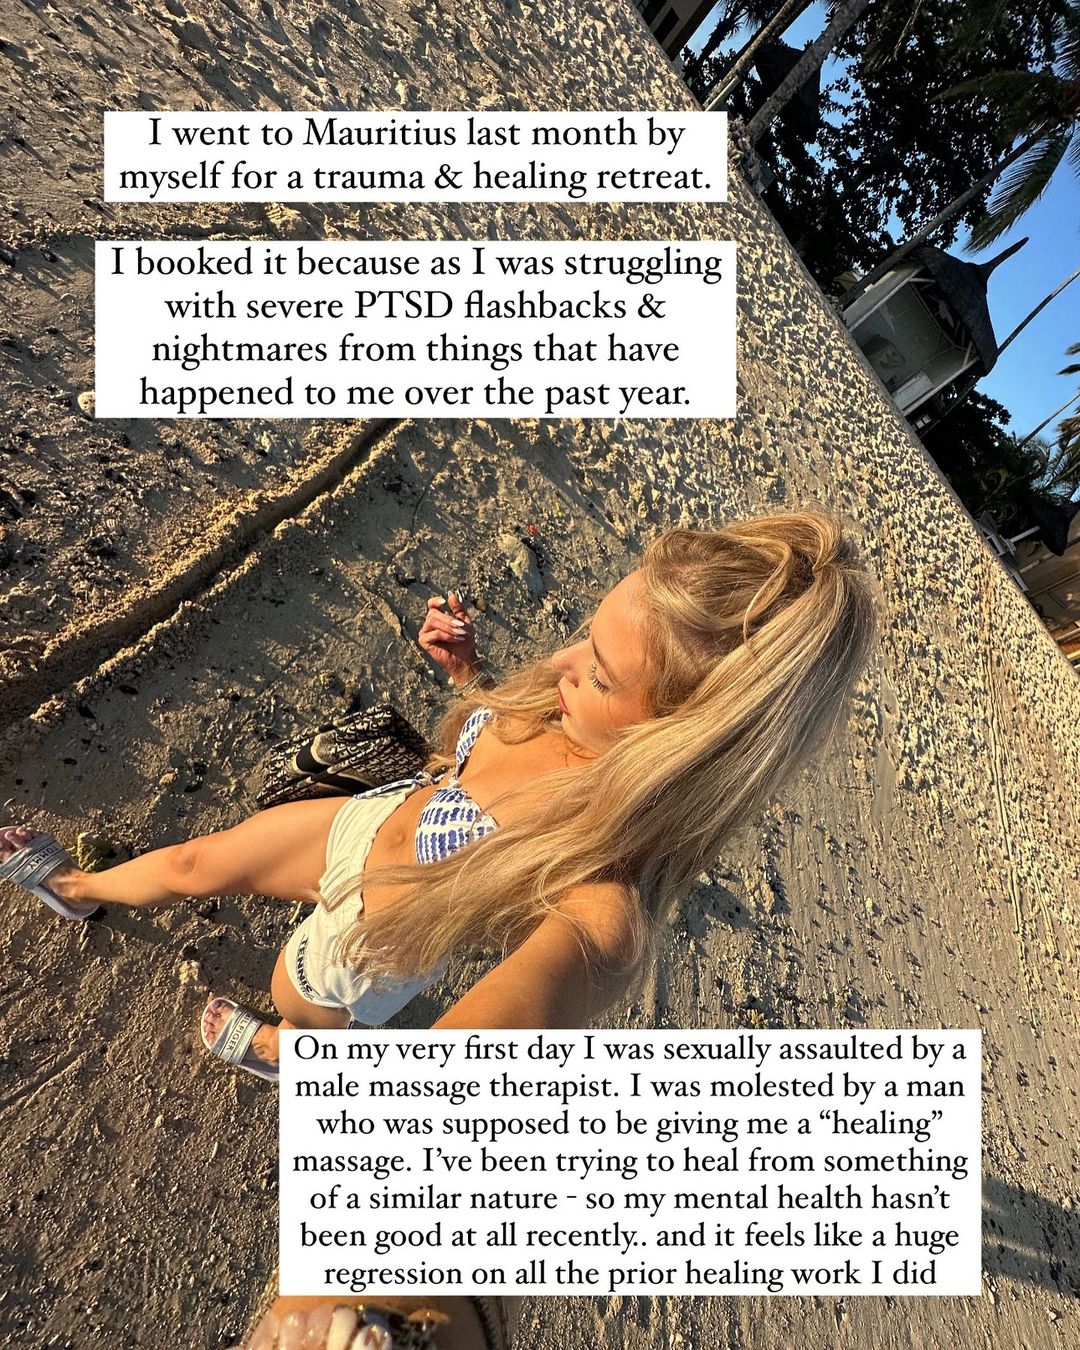 I went to Mauritius last month by
myself for a trauma & healing retreat.
I booked it because as I was struggling
with severe PTSD flashbacks &
nightmares from things that have
happened to me over the past year.
TOMMY
TENNIS
On my very first day I was sexually assaulted by a
male massage therapist. I was molested by a man
who was supposed to be giving me a “healing”
massage. I’ve been trying to heal from something
of a similar nature - so my mental health hasn’t
been good at all recently.. and it feels like a huge
regression on all the prior healing work I did